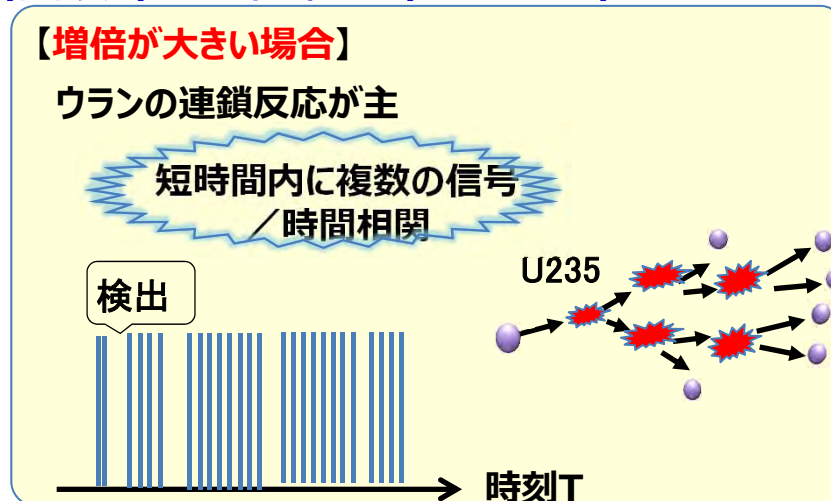 【増倍が大きい場合】
ウランの連鎖反応が主
短時間内に複数の信号
／時間相関
U235
検出
時刻T